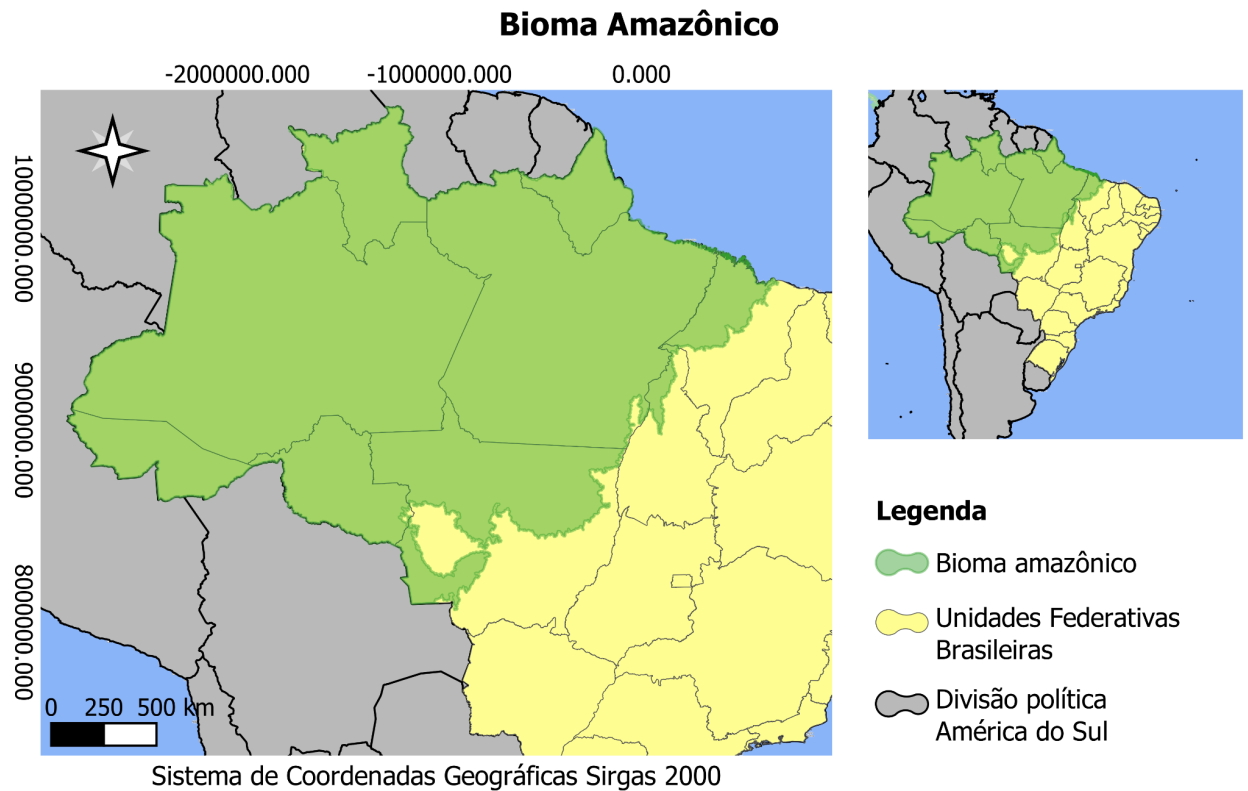 Bioma Amazônico
-2000000.000 -1000000.000 0.000
10000000.000
9000000.000
8000000.000
0 250 500 km
Sistema de Coordenadas Geográficas Sirgas 2000
Legenda
Bioma amazônico
Unidades Federativas
Brasileiras
Divisão política
América do Sul